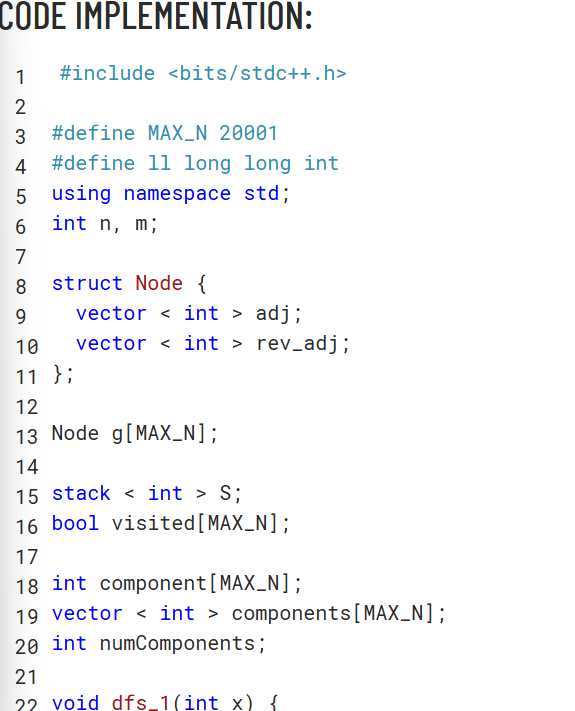 CODE IMPLEMENTATION:
1 #include <bits/stdc++.h>
2
3 #define MAX_N 20001
4 #define ll long long int
5 using namespace std;
6 int n, m;
7
8 struct Node {
9 vector < int > adj;
10 vector < int > rev_adj;
11 };
12
13 Node g[MAX_N];
14
15 stack < int > S;
16 bool visited[MAX_N];
17
18 int component[MAX_N];
19 vector < int > components[MAX_N];
20 int numComponents;
21
22 void dfs_1(int x) {